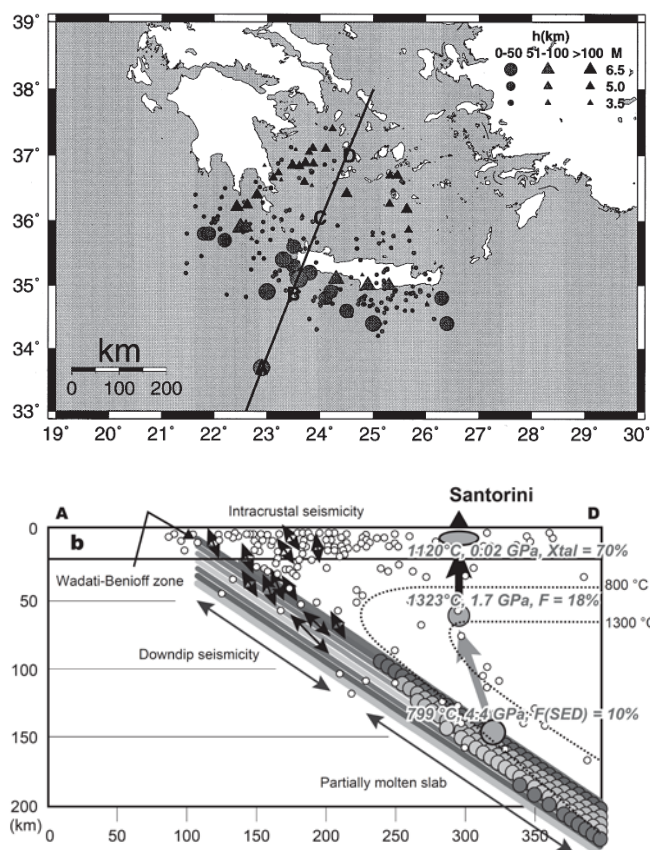 39°
38°
37°
36°
35°
34°
33°
h(km)
0-50 51-100 >100 M
6.5
5.0
3.5
D
C
B
A
km
0 100 200
19° 20° 21° 22° 23° 24° 25° 26° 27° 28° 29° 30°
Santorini
A D
0
50
100
150
200
(km)
b
Intracrustal seismicity
1120°C, 0.02 GPa, Xtal = 70%
Wadati-Benioff zone
800 °C
1323°C, 1.7 GPa, F = 18%
1300 °C
Downdip seismicity
799 °C, 4.4 GPa, F(SED) = 10%
Partially molten slab
0 50 100 150 200 250 300 350